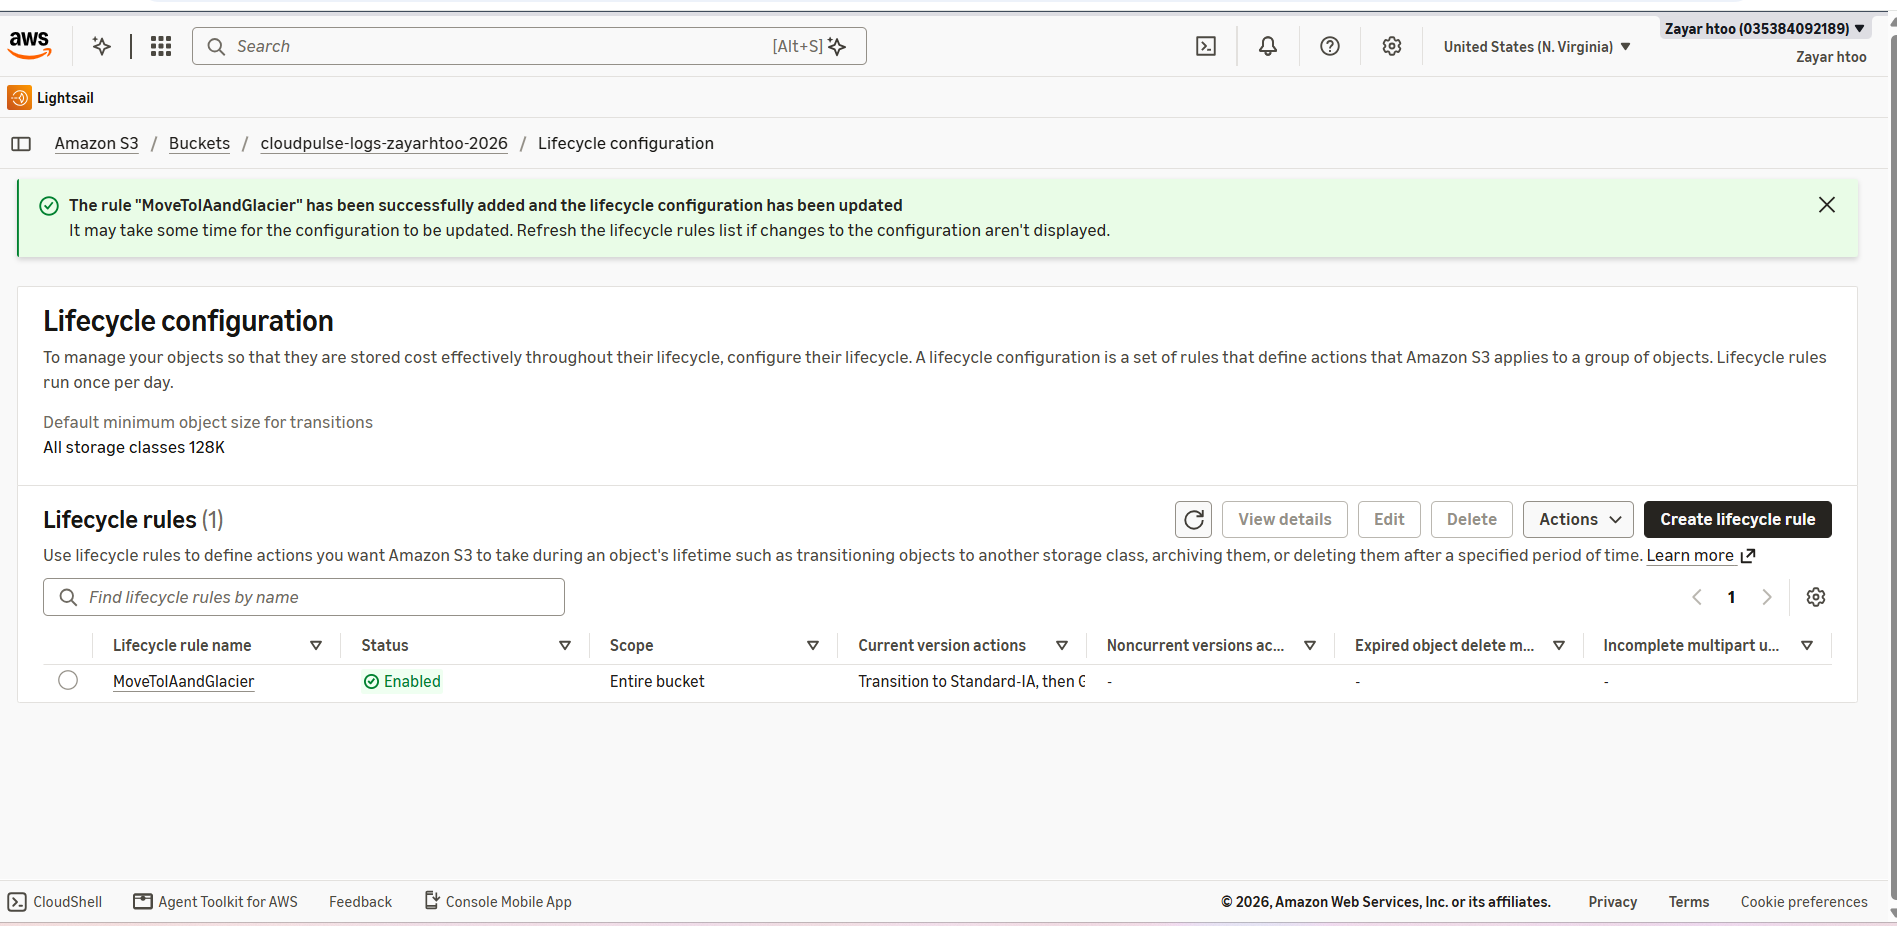 aws
Search
[Alt+S]
United States (N. Virginia)
Zayar htoo (035384092189)
Zayar htoo
Lightsail
Amazon S3 / Buckets / cloudpulse-logs-zayarhtoo-2026 / Lifecycle configuration
The rule "MoveToIAandGlacier" has been successfully added and the lifecycle configuration has been updated
It may take some time for the configuration to be updated. Refresh the lifecycle rules list if changes to the configuration aren't displayed.
Lifecycle configuration
To manage your objects so that they are stored cost effectively throughout their lifecycle, configure their lifecycle. A lifecycle configuration is a set of rules that define actions that Amazon S3 applies to a group of objects. Lifecycle rules
run once per day.
Default minimum object size for transitions
All storage classes 128K
Lifecycle rules (1)
View details
Edit
Delete
Actions
Create lifecycle rule
Use lifecycle rules to define actions you want Amazon S3 to take during an object's lifetime such as transitioning objects to another storage class, archiving them, or deleting them after a specified period of time. Learn more
Find lifecycle rules by name
1
Lifecycle rule name Status Scope Current version actions Noncurrent versions ac... Expired object delete m... Incomplete multipart u...
MoveToIAandGlacier Enabled Entire bucket Transition to Standard-IA, then G - - -
CloudShell Agent Toolkit for AWS Feedback Console Mobile App © 2026, Amazon Web Services, Inc. or its affiliates. Privacy Terms Cookie preferences